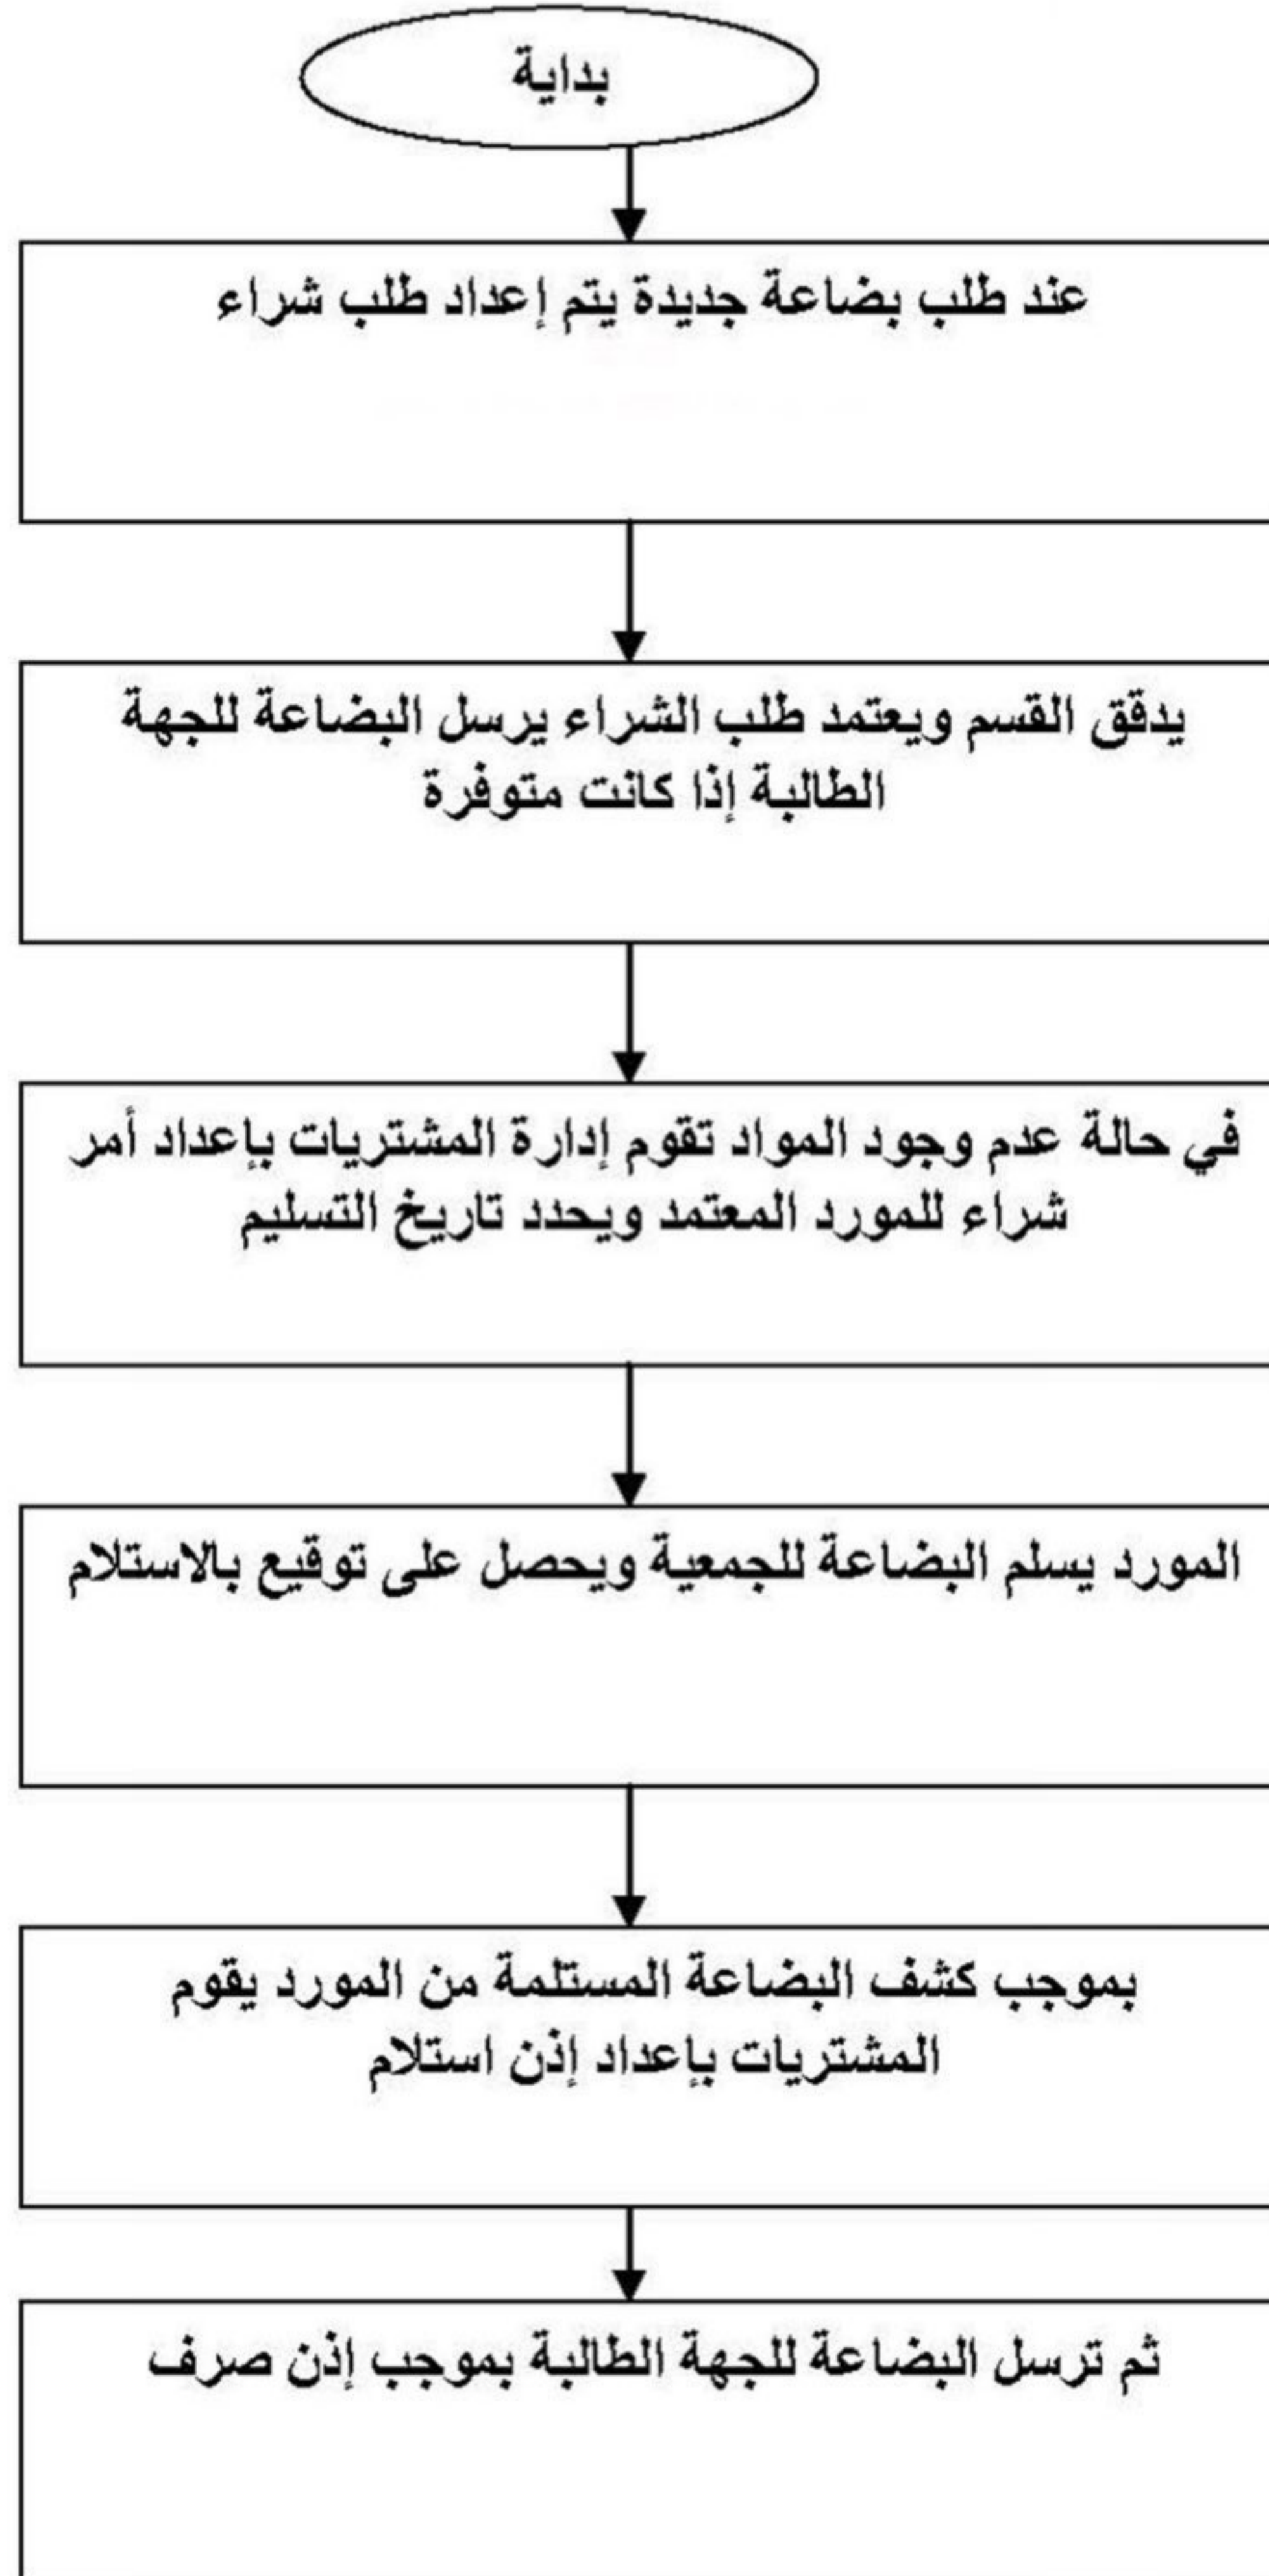 بداية
عند طلب بضاعة جديدة يتم إعداد طلب شراء
يدقق القسم ويعتمد طلب الشراء يرسل البضاعة للجهة
الطالبة إذا كانت متوفرة
في حالة عدم وجود المواد تقوم إدارة المشتريات بإعداد أمر
شراء للمورد المعتمد ويحدد تاريخ التسليم
المورد يسلم البضاعة للجمعية ويحصل على توقيع بالاستلام
بموجب كشف البضاعة المستلمة من المورد يقوم
المشتريات بإعداد إذن استلام
ثم ترسل البضاعة للجهة الطالبة بموجب إذن صرف